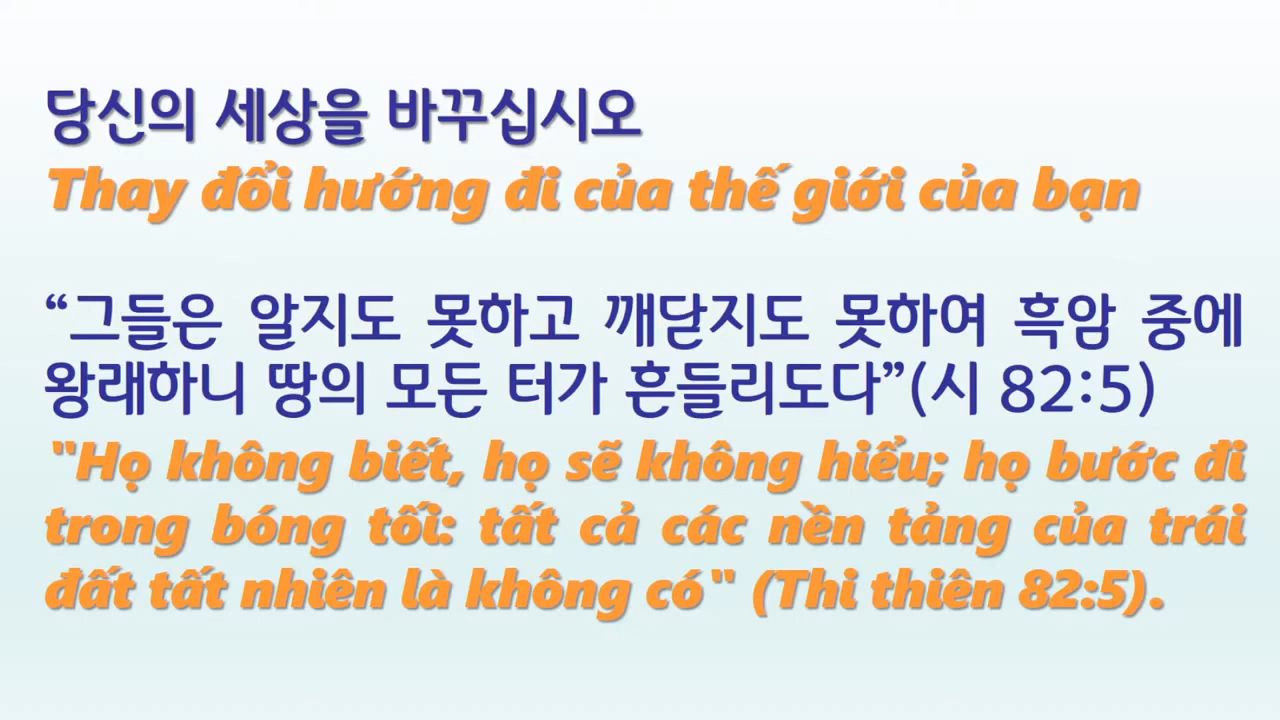 당신의 세상을 바꾸십시오
Thay đổi hướng đi của thế giới của bạn
“그들은 알지도 못하고 깨닫지도 못하여 흑암 중에
왕래하니 땅의 모든 터가 흔들리도다”(시 82:5)
"Họ không biết, họ sẽ không hiểu; họ bước đi
trong bóng tối: tất cả các nền tảng của trái
đất tất nhiên là không có" (Thi thiên 82:5).